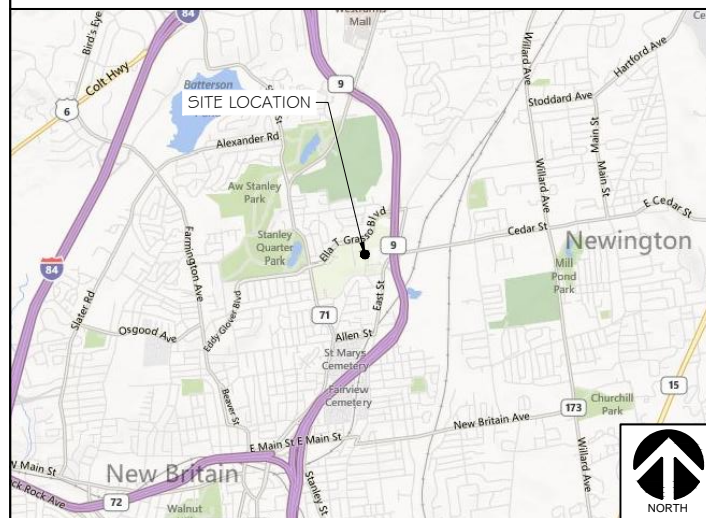 84
Westfarms
Mall
Bird's Eye
Colt Hwy
Batterson
9
Willard Ave
Hartford Ave
6
SITE LOCATION
Stoddard Ave
Alexander Rd
Main St
Main St
Willard Ave
Aw Stanley
Park
E Cedar St
Ella T Grasso Blvd
Stanley
Quarter
Park
Farmington Ave
9
Cedar St
Newington
84
Mill
Pond
Park
Slater Rd
Eddy Glover Blvd
East St
71
Osgood Ave
Allen St
St Marys
Cemetery
Fairview
Cemetery
15
Beaver St
Churchill
Park
173
New Britain Ave
E Main St E Main St
N Main St
New Britain
Willard Ave
Stanley St
72
Walnut
NORTH